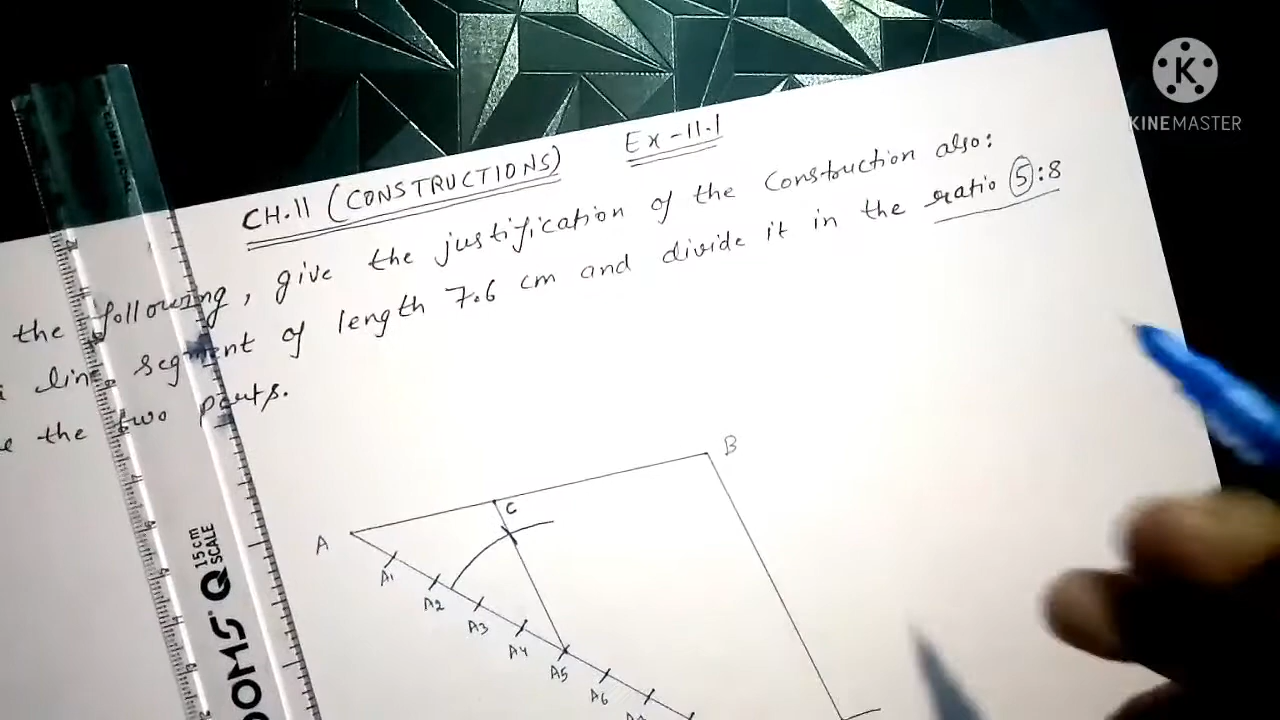 CH.11 (CONSTRUCTIONS) Ex-11.1
the following, give the justification of the construction also:
line segment of length 7.6 cm and divide it in the ratio 5:8
the two parts.
A
B
C
A1
A2
A3
A4
A5
A6
15cm
SCALE
KINEMASTER
K